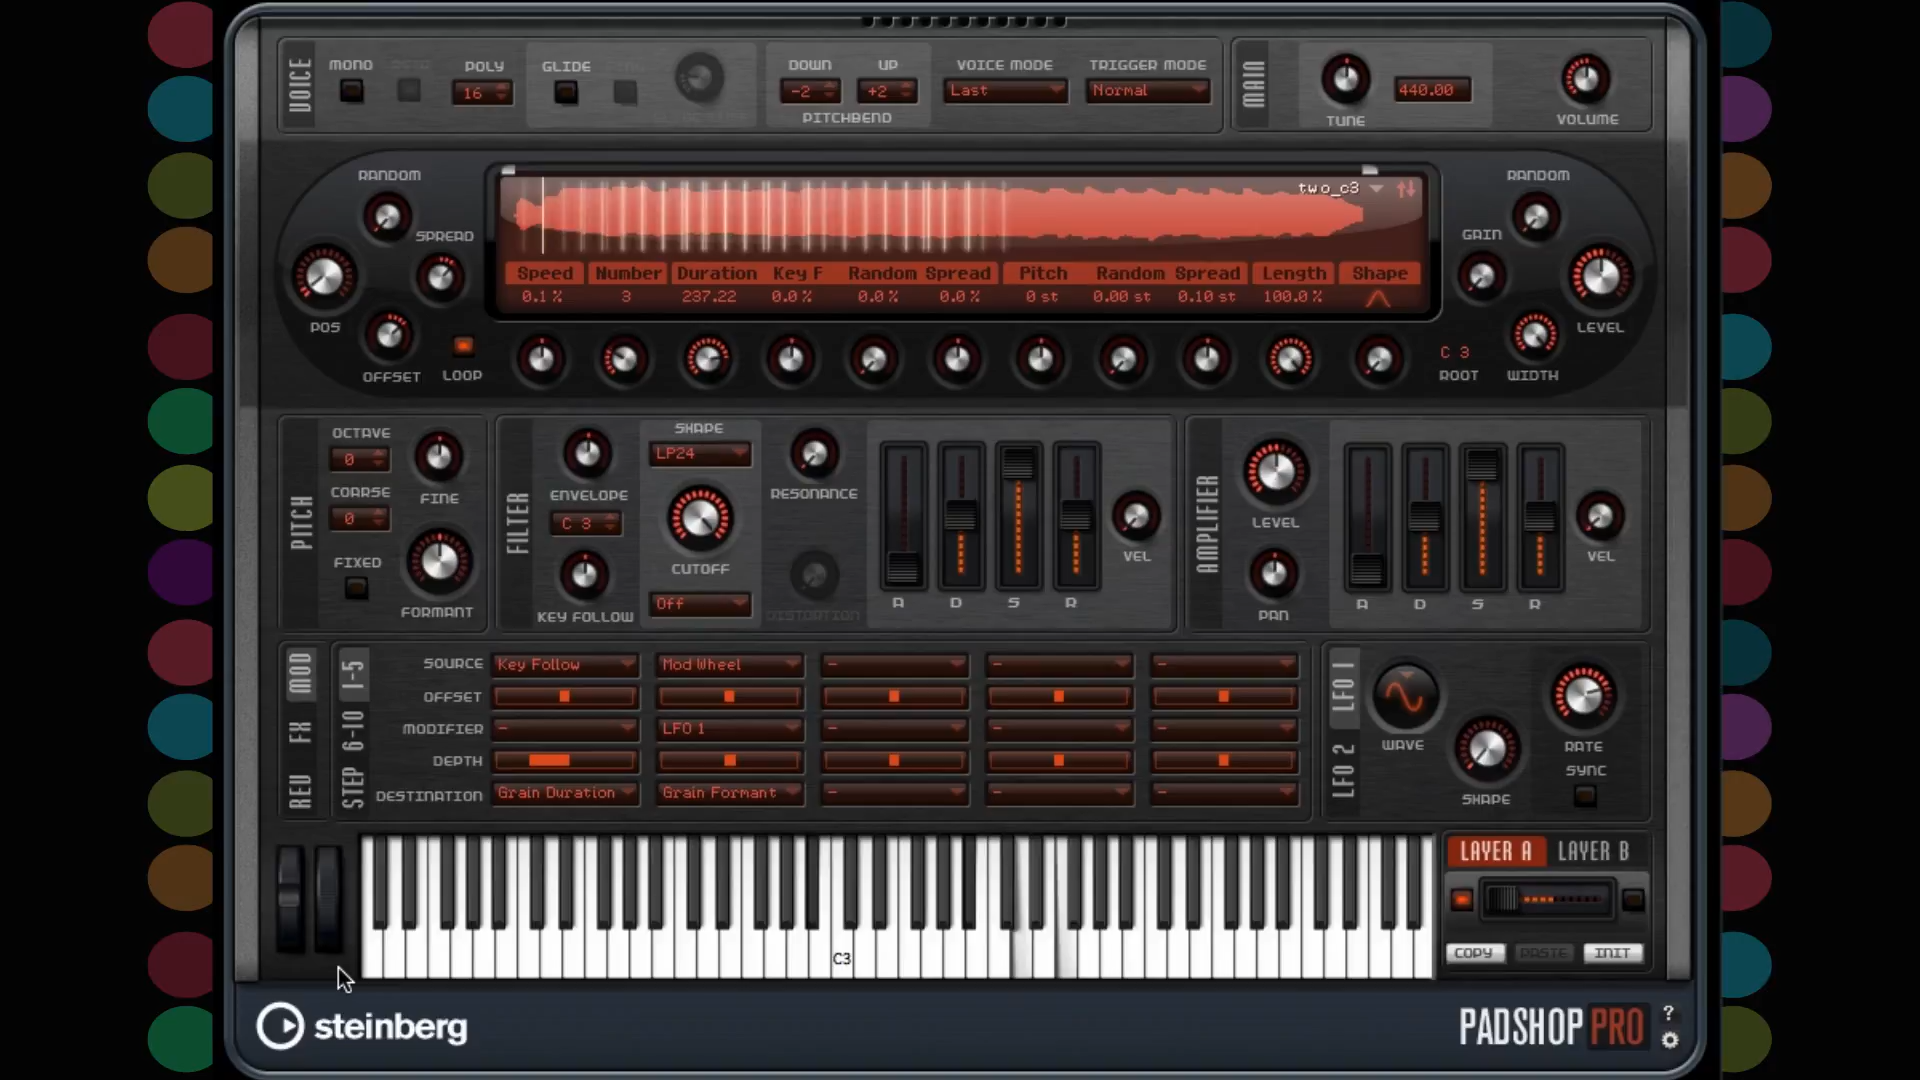 VOICE
MONO
POLY
16
GLIDE
DOWN UP
-2 +2
PITCHBEND
VOICE MODE
Last
TRIGGER MODE
Normal
MAIN
TUNE
440.00
VOLUME
RANDOM
SPREAD
POS
OFFSET
LOOP
two_c3
Speed Number Duration Key F Random Spread Pitch Random Spread Length Shape
0.1 % 3 237.22 0.0 % 0.0 % 0.0 % 0 st 0.00 st 0.10 st 100.0 %
RANDOM
GAIN
LEVEL
C 3
ROOT
WIDTH
PITCH
OCTAVE
0
COARSE
0
FINE
FIXED
FORMANT
FILTER
ENVELOPE
C 3
KEY FOLLOW
SHAPE
LP24
CUTOFF
Off
RESONANCE
DISTORTION
A D S R
VEL
AMPLIFIER
LEVEL
PAN
A D S R
VEL
MOD
FX
REV
1-5
6-10
STEP
SOURCE Key Follow Mod Wheel - - -
OFFSET
MODIFIER - LFO 1 - - -
DEPTH
DESTINATION Grain Duration Grain Formant - - -
LFO 1
LFO 2
WAVE
SHAPE
RATE
SYNC
C3
LAYER A LAYER B
COPY PASTE INIT
steinberg
PADSHOP PRO
?